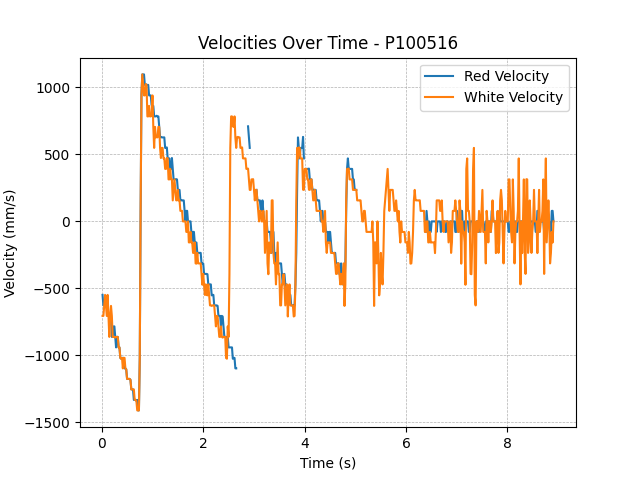 Velocities Over Time - P100516
Red Velocity
White Velocity
Velocity (mm/s)
1000
500
0
−500
−1000
−1500
0 2 4 6 8
Time (s)